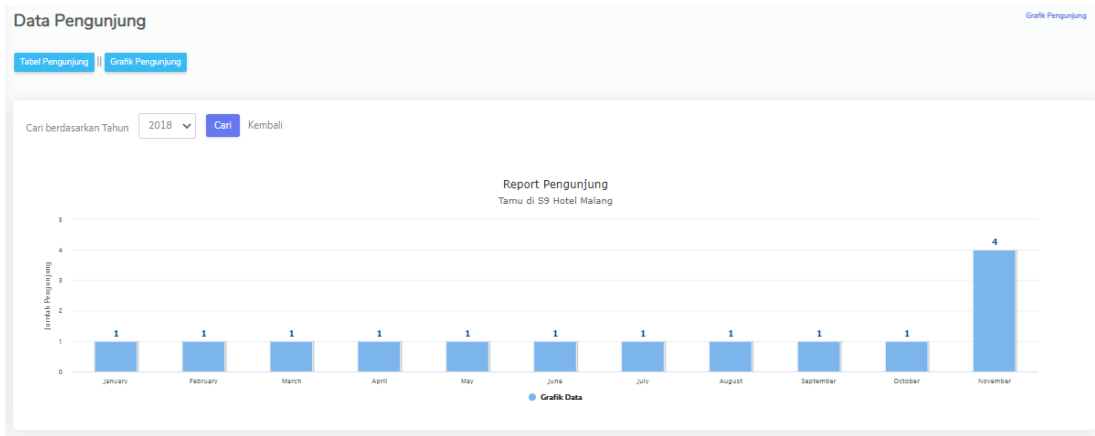 Data Pengunjung
Grafik Pengunjung
Tabel Pengunjung || Grafik Pengunjung
Cari berdasarkan Tahun 2018 Cari Kembali
Report Pengunjung
Tamu di S9 Hotel Malang
Jumlah Pengunjung
5
4
3
2
1
0
1 1 1 1 1 1 1 1 1 1 4
January February March April May June July August September October November
Grafik Data